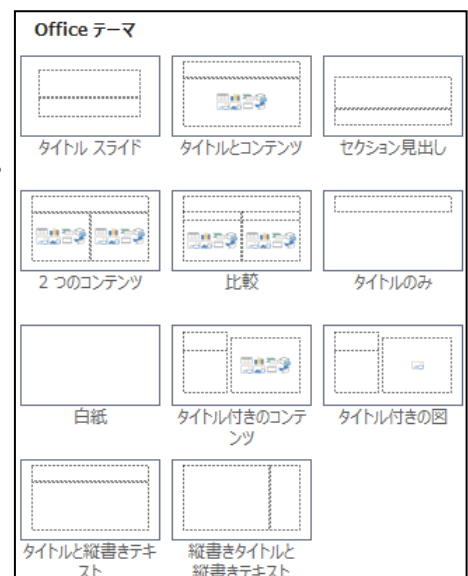 Office テーマ
タイトル スライド
タイトルとコンテンツ
セクション見出し
2 つのコンテンツ
比較
タイトルのみ
白紙
タイトル付きのコンテ
ンツ
タイトル付きの図
タイトルと縦書きテキ
スト
縦書きタイトルと
縦書きテキスト